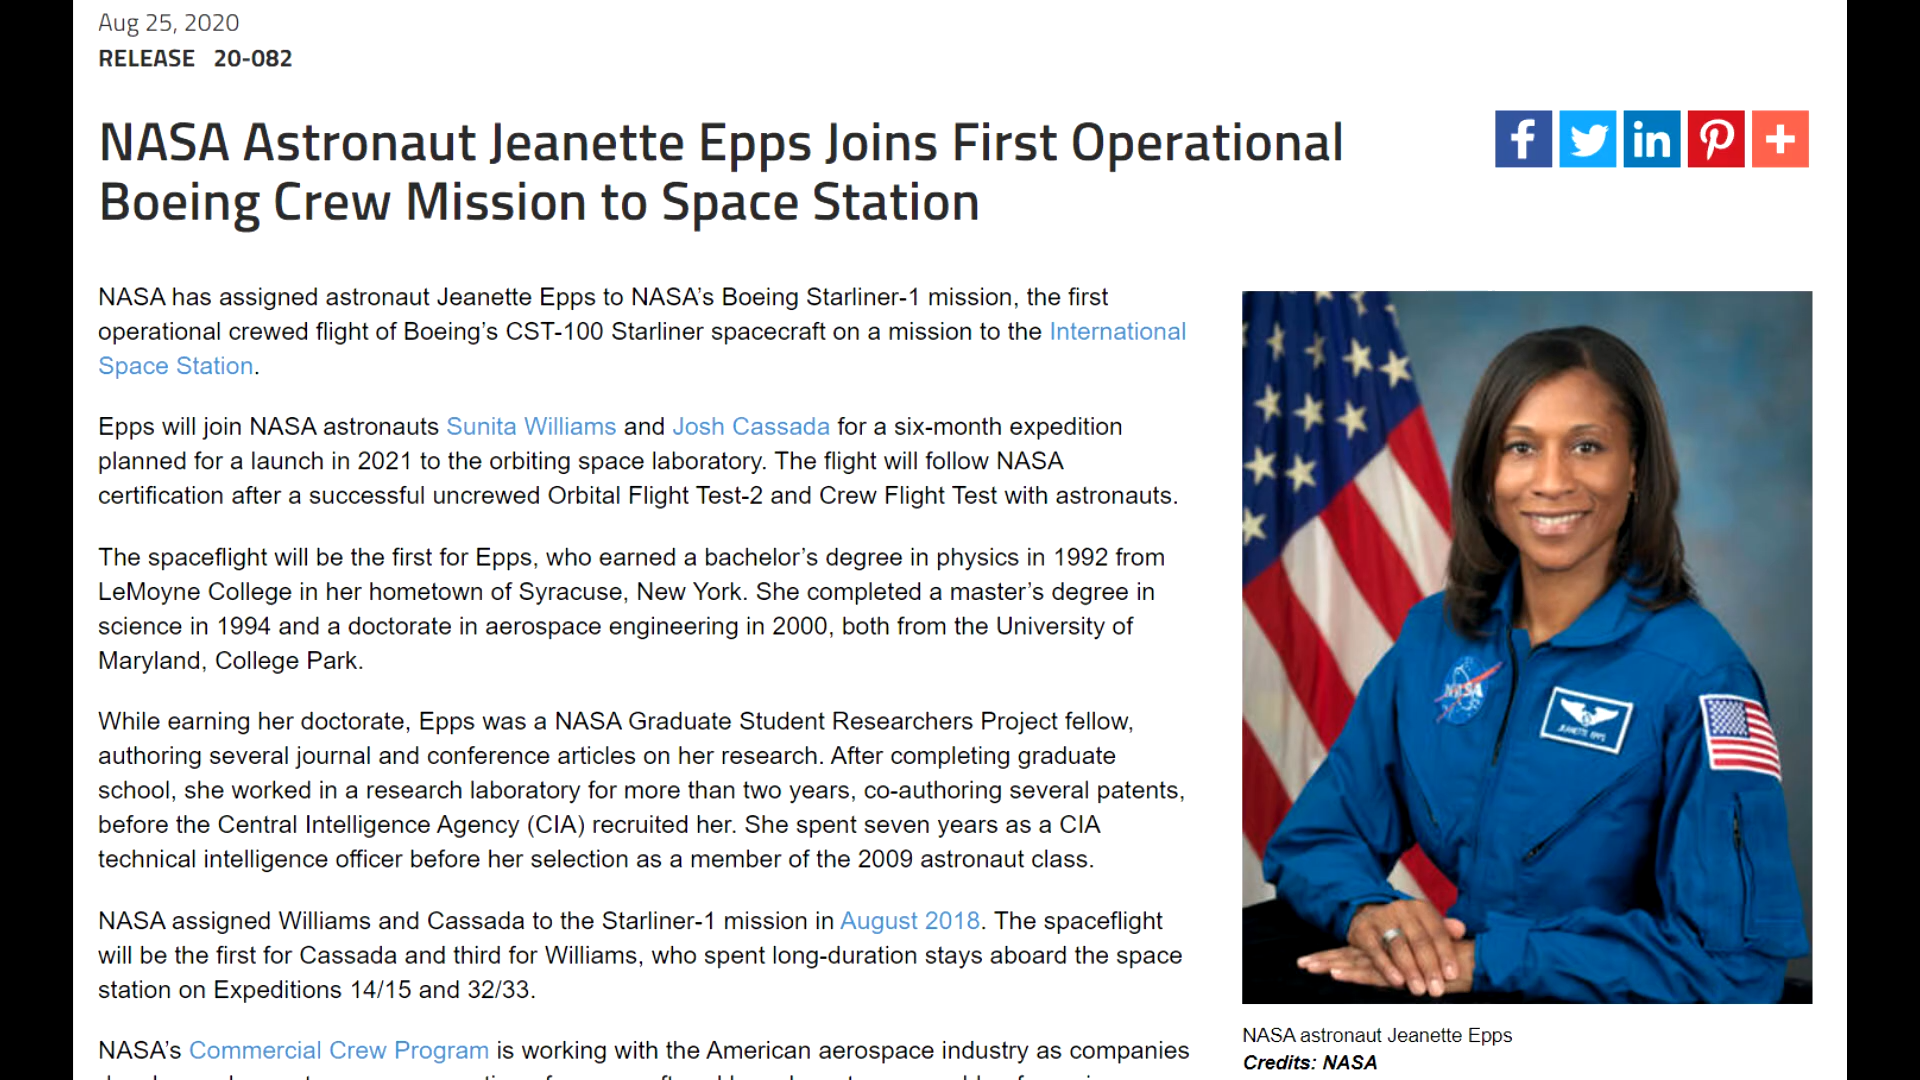 Aug 25, 2020
RELEASE 20-082
NASA Astronaut Jeanette Epps Joins First Operational
Boeing Crew Mission to Space Station
NASA has assigned astronaut Jeanette Epps to NASA’s Boeing Starliner-1 mission, the first
operational crewed flight of Boeing’s CST-100 Starliner spacecraft on a mission to the International
Space Station.
Epps will join NASA astronauts Sunita Williams and Josh Cassada for a six-month expedition
planned for a launch in 2021 to the orbiting space laboratory. The flight will follow NASA
certification after a successful uncrewed Orbital Flight Test-2 and Crew Flight Test with astronauts.
The spaceflight will be the first for Epps, who earned a bachelor’s degree in physics in 1992 from
LeMoyne College in her hometown of Syracuse, New York. She completed a master’s degree in
science in 1994 and a doctorate in aerospace engineering in 2000, both from the University of
Maryland, College Park.
While earning her doctorate, Epps was a NASA Graduate Student Researchers Project fellow,
authoring several journal and conference articles on her research. After completing graduate
school, she worked in a research laboratory for more than two years, co-authoring several patents,
before the Central Intelligence Agency (CIA) recruited her. She spent seven years as a CIA
technical intelligence officer before her selection as a member of the 2009 astronaut class.
NASA assigned Williams and Cassada to the Starliner-1 mission in August 2018. The spaceflight
will be the first for Cassada and third for Williams, who spent long-duration stays aboard the space
station on Expeditions 14/15 and 32/33.
NASA’s Commercial Crew Program is working with the American aerospace industry as companies
NASA
JEANETTE EPPS
NASA astronaut Jeanette Epps
Credits: NASA